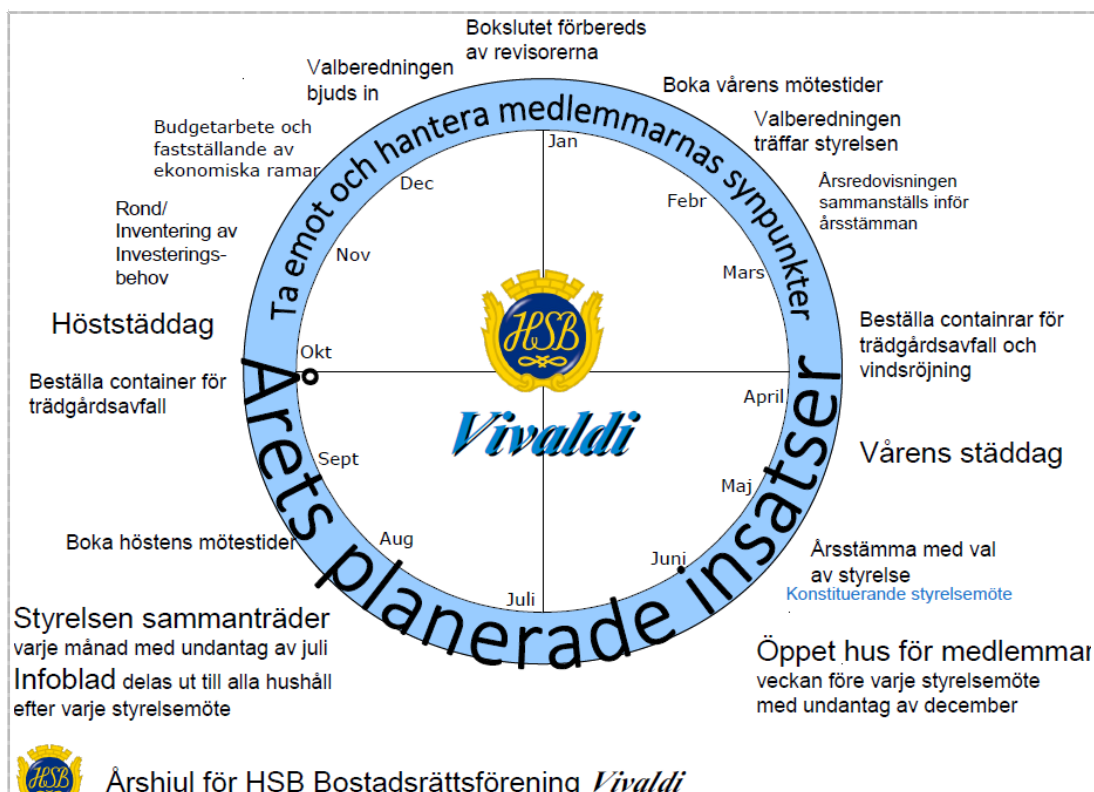 Bokslutet förbereds
av revisorerna
Valberedningen
bjuds in
Boka vårens mötestider
Valberedningen
träffar styrelsen
Budgetarbete och
fastställande av
ekonomiska ramar
Årsredovisningen
sammanställs inför
årsstämman
Rond/
Inventering av
Investerings-
behov
Ta emot och hantera medlemmarnas synpunkter
Jan
Febr
Mars
April
Maj
Juni
Juli
Aug
Sept
Okt
Nov
Dec
HSB
Vivaldi
Höststäddag
Beställa container för
trädgårdsavfall
Beställa containrar för
trädgårdsavfall och
vindsröjning
Vårens städdag
Årets planerade insatser
Boka höstens mötestider
Årsstämma med val
av styrelse
Konstituerande styrelsemöte
Styrelsen sammanträder
varje månad med undantag av juli
Infoblad delas ut till alla hushåll
efter varje styrelsemöte
Öppet hus för medlemmar
veckan före varje styrelsemöte
med undantag av december
HSB
Årshjul för HSB Bostadsrättsförening Vivaldi